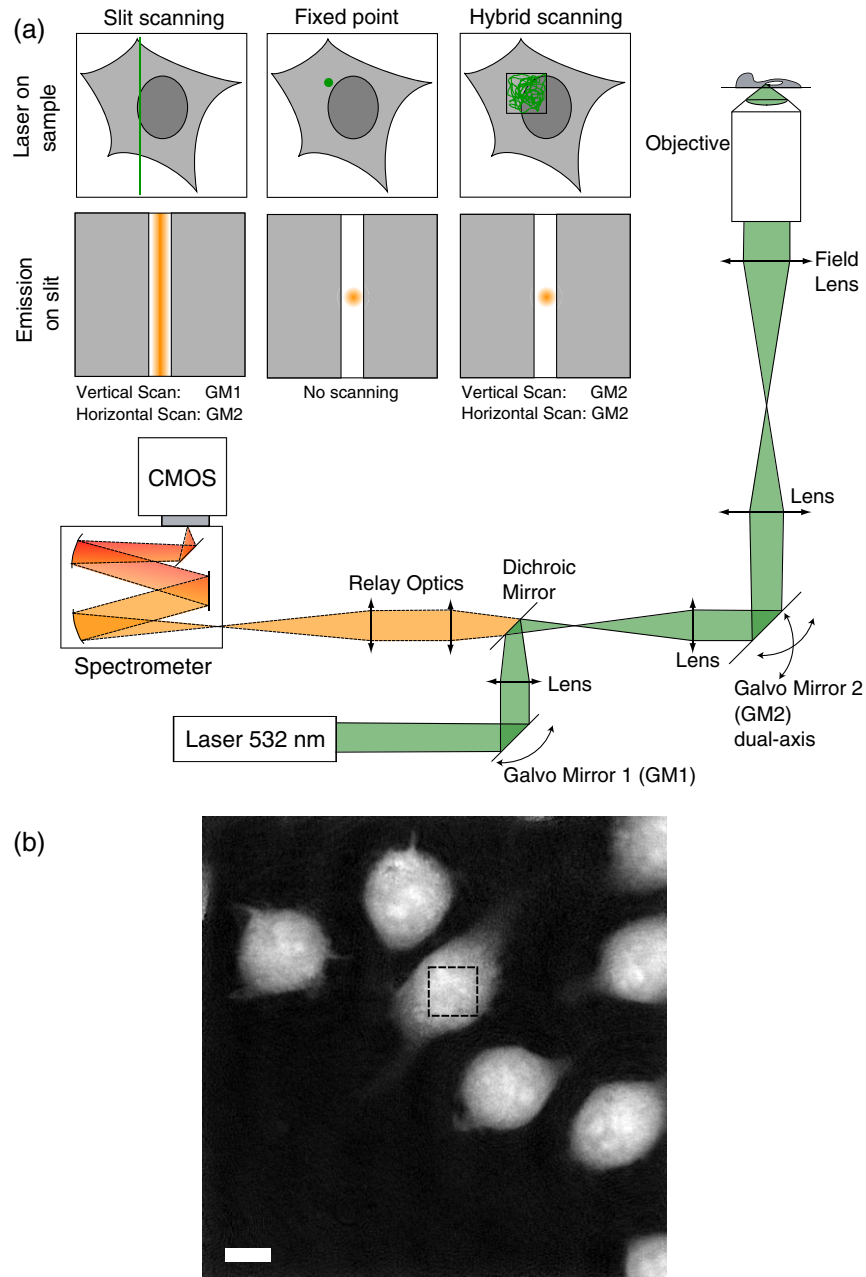 (a)
Slit scanning
Fixed point
Hybrid scanning
Laser on
sample
Emission
on slit
Vertical Scan: GM1
Horizontal Scan: GM2
No scanning
Vertical Scan: GM2
Horizontal Scan: GM2
Objective
Field
Lens
Lens
CMOS
Spectrometer
Relay Optics
Dichroic
Mirror
Lens
Lens
Galvo Mirror 2
(GM2)
dual-axis
Laser 532 nm
Galvo Mirror 1 (GM1)
(b)